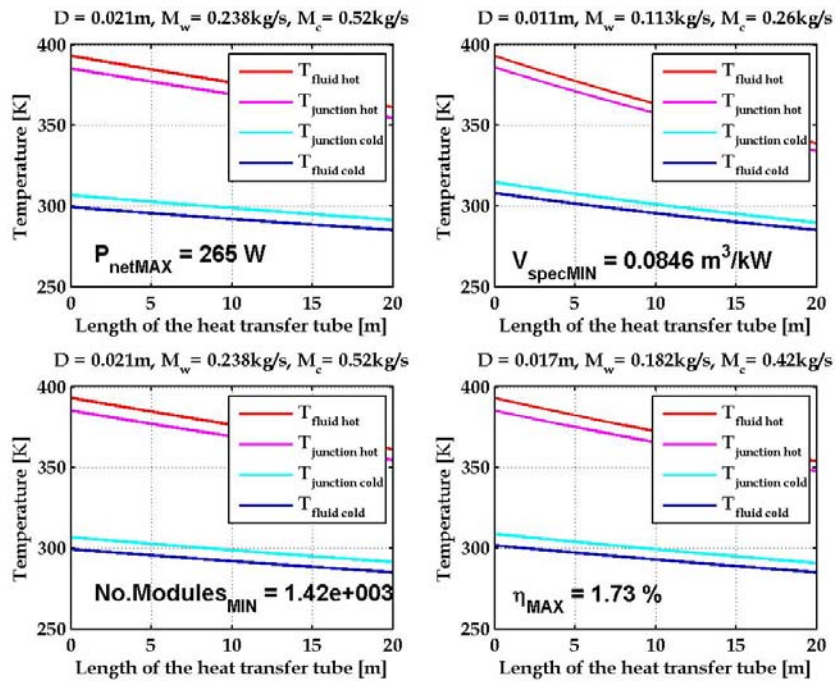 D = 0.021m, M_w= 0.238kg/s, M_c= 0.52kg/s
400
350
300
250
Temperature [K]
T_fluid hot
T_junction hot
T_junction cold
T_fluid cold
P_netMAX = 265 W
0 5 10 15 20
Length of the heat transfer tube [m]
D = 0.011m, M_w= 0.113kg/s, M_c= 0.26kg/s
400
350
300
250
Temperature [K]
T_fluid hot
T_junction hot
T_junction cold
T_fluid cold
V_specMIN = 0.0846 m³/kW
0 5 10 15 20
Length of the heat transfer tube [m]
D = 0.021m, M_w= 0.238kg/s, M_c= 0.52kg/s
400
350
300
250
Temperature [K]
T_fluid hot
T_junction hot
T_junction cold
T_fluid cold
No.Modules_MIN = 1.42e+003
0 5 10 15 20
Length of the heat transfer tube [m]
D = 0.017m, M_w= 0.182kg/s, M_c= 0.42kg/s
400
350
300
250
Temperature [K]
T_fluid hot
T_junction hot
T_junction cold
T_fluid cold
η_MAX = 1.73 %
0 5 10 15 20
Length of the heat transfer tube [m]